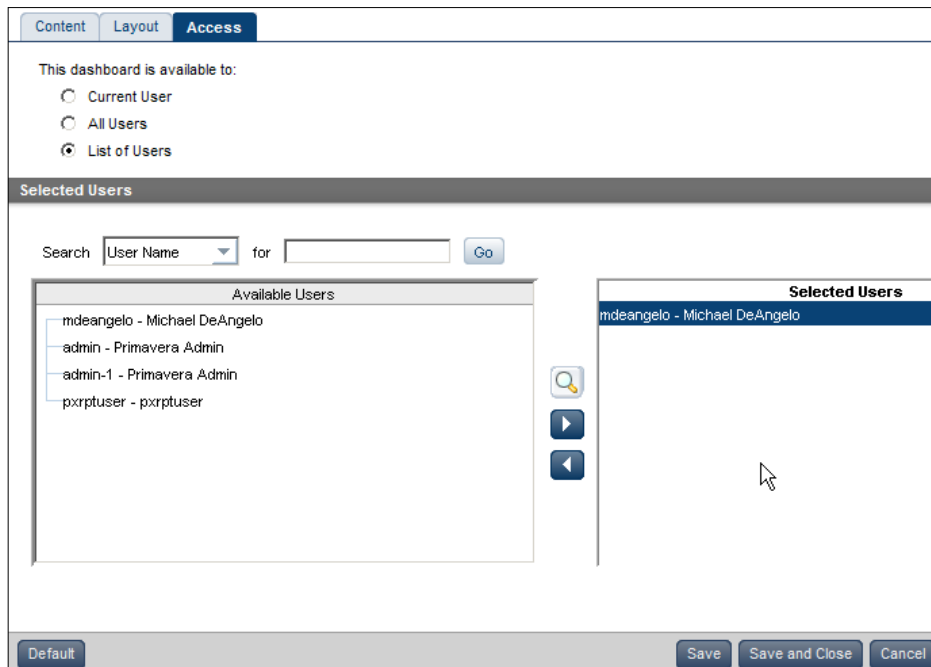 Content Layout Access
This dashboard is available to:
Current User
All Users
List of Users
Selected Users
Search User Name for Go
Available Users
mdeangelo - Michael DeAngelo
admin - Primavera Admin
admin-1 - Primavera Admin
pxrptuser - pxrptuser
Selected Users
mdeangelo - Michael DeAngelo
Default Save Save and Close Cancel